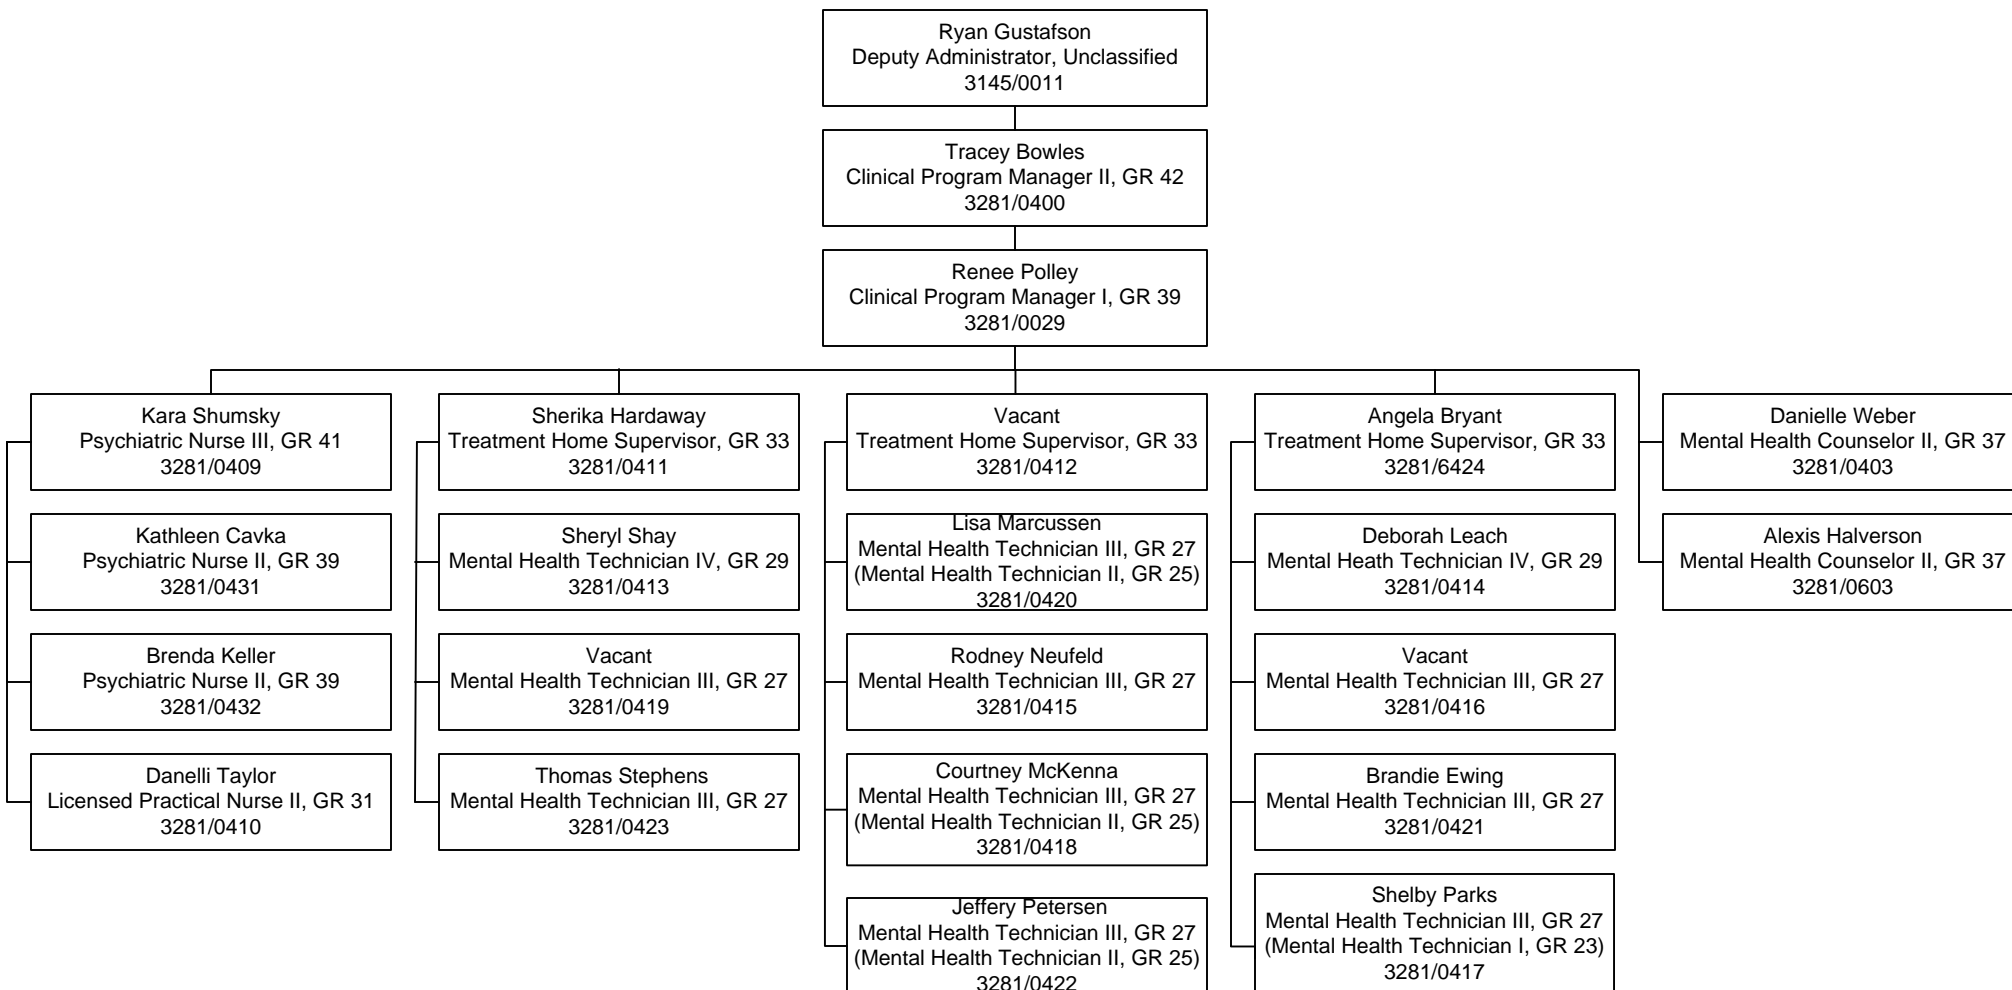 Ryan Gustafson
Deputy Administrator, Unclassified
3145/0011
Tracey Bowles
Clinical Program Manager II, GR 42
3281/0400
Renee Polley
Clinical Program Manager I, GR 39
3281/0029
Kara Shumsky
Psychiatric Nurse III, GR 41
3281/0409
Kathleen Cavka
Psychiatric Nurse II, GR 39
3281/0431
Brenda Keller
Psychiatric Nurse II, GR 39
3281/0432
Danelli Taylor
Licensed Practical Nurse II, GR 31
3281/0410
Sherika Hardaway
Treatment Home Supervisor, GR 33
3281/0411
Sheryl Shay
Mental Health Technician IV, GR 29
3281/0413
Vacant
Mental Health Technician III, GR 27
3281/0419
Thomas Stephens
Mental Health Technician III, GR 27
3281/0423
Vacant
Treatment Home Supervisor, GR 33
3281/0412
Lisa Marcussen
Mental Health Technician III, GR 27
(Mental Health Technician II, GR 25)
3281/0420
Rodney Neufeld
Mental Health Technician III, GR 27
3281/0415
Courtney McKenna
Mental Health Technician III, GR 27
(Mental Health Technician II, GR 25)
3281/0418
Jeffery Petersen
Mental Health Technician III, GR 27
(Mental Health Technician II, GR 25)
3281/0422
Angela Bryant
Treatment Home Supervisor, GR 33
3281/6424
Deborah Leach
Mental Heath Technician IV, GR 29
3281/0414
Vacant
Mental Health Technician III, GR 27
3281/0416
Brandie Ewing
Mental Health Technician III, GR 27
3281/0421
Shelby Parks
Mental Health Technician III, GR 27
(Mental Health Technician I, GR 23)
3281/0417
Danielle Weber
Mental Health Counselor II, GR 37
3281/0403
Alexis Halverson
Mental Health Counselor II, GR 37
3281/0603